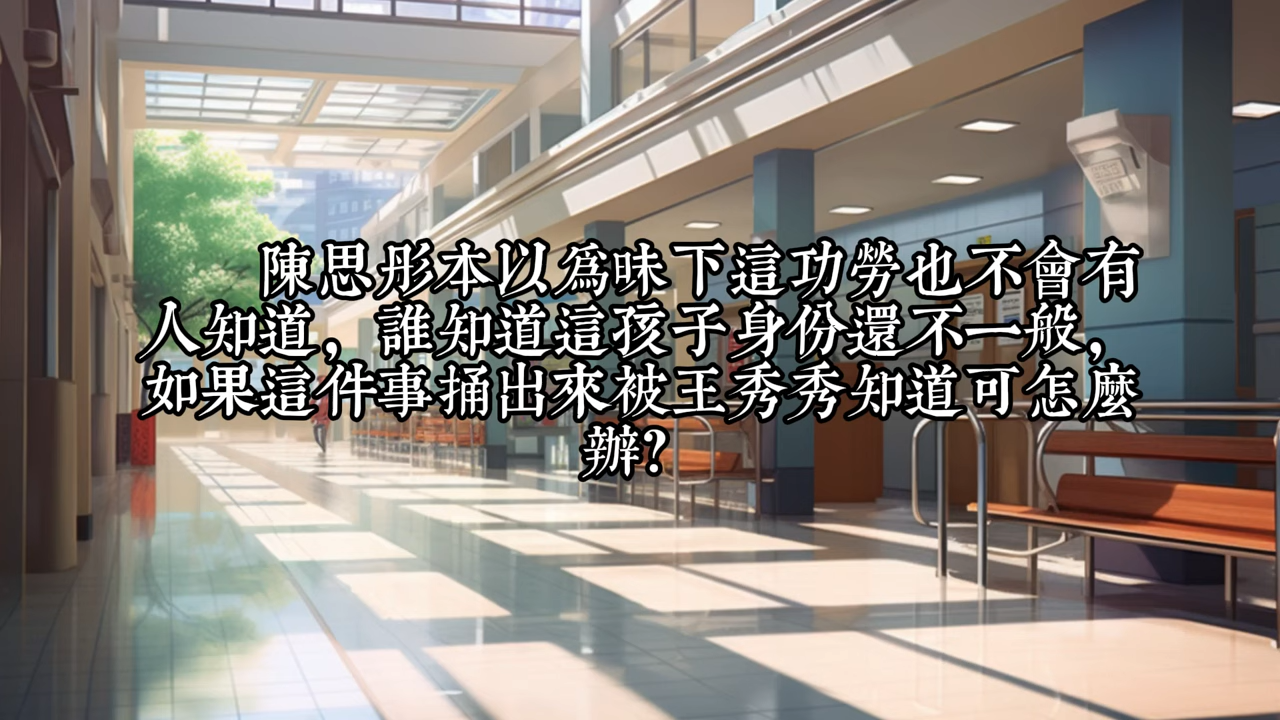 陳思彤本以爲昧下這功勞也不會有
人知道，誰知道這孩子身份還不一般，
如果這件事捅出來被王秀秀知道可怎麼
辦？